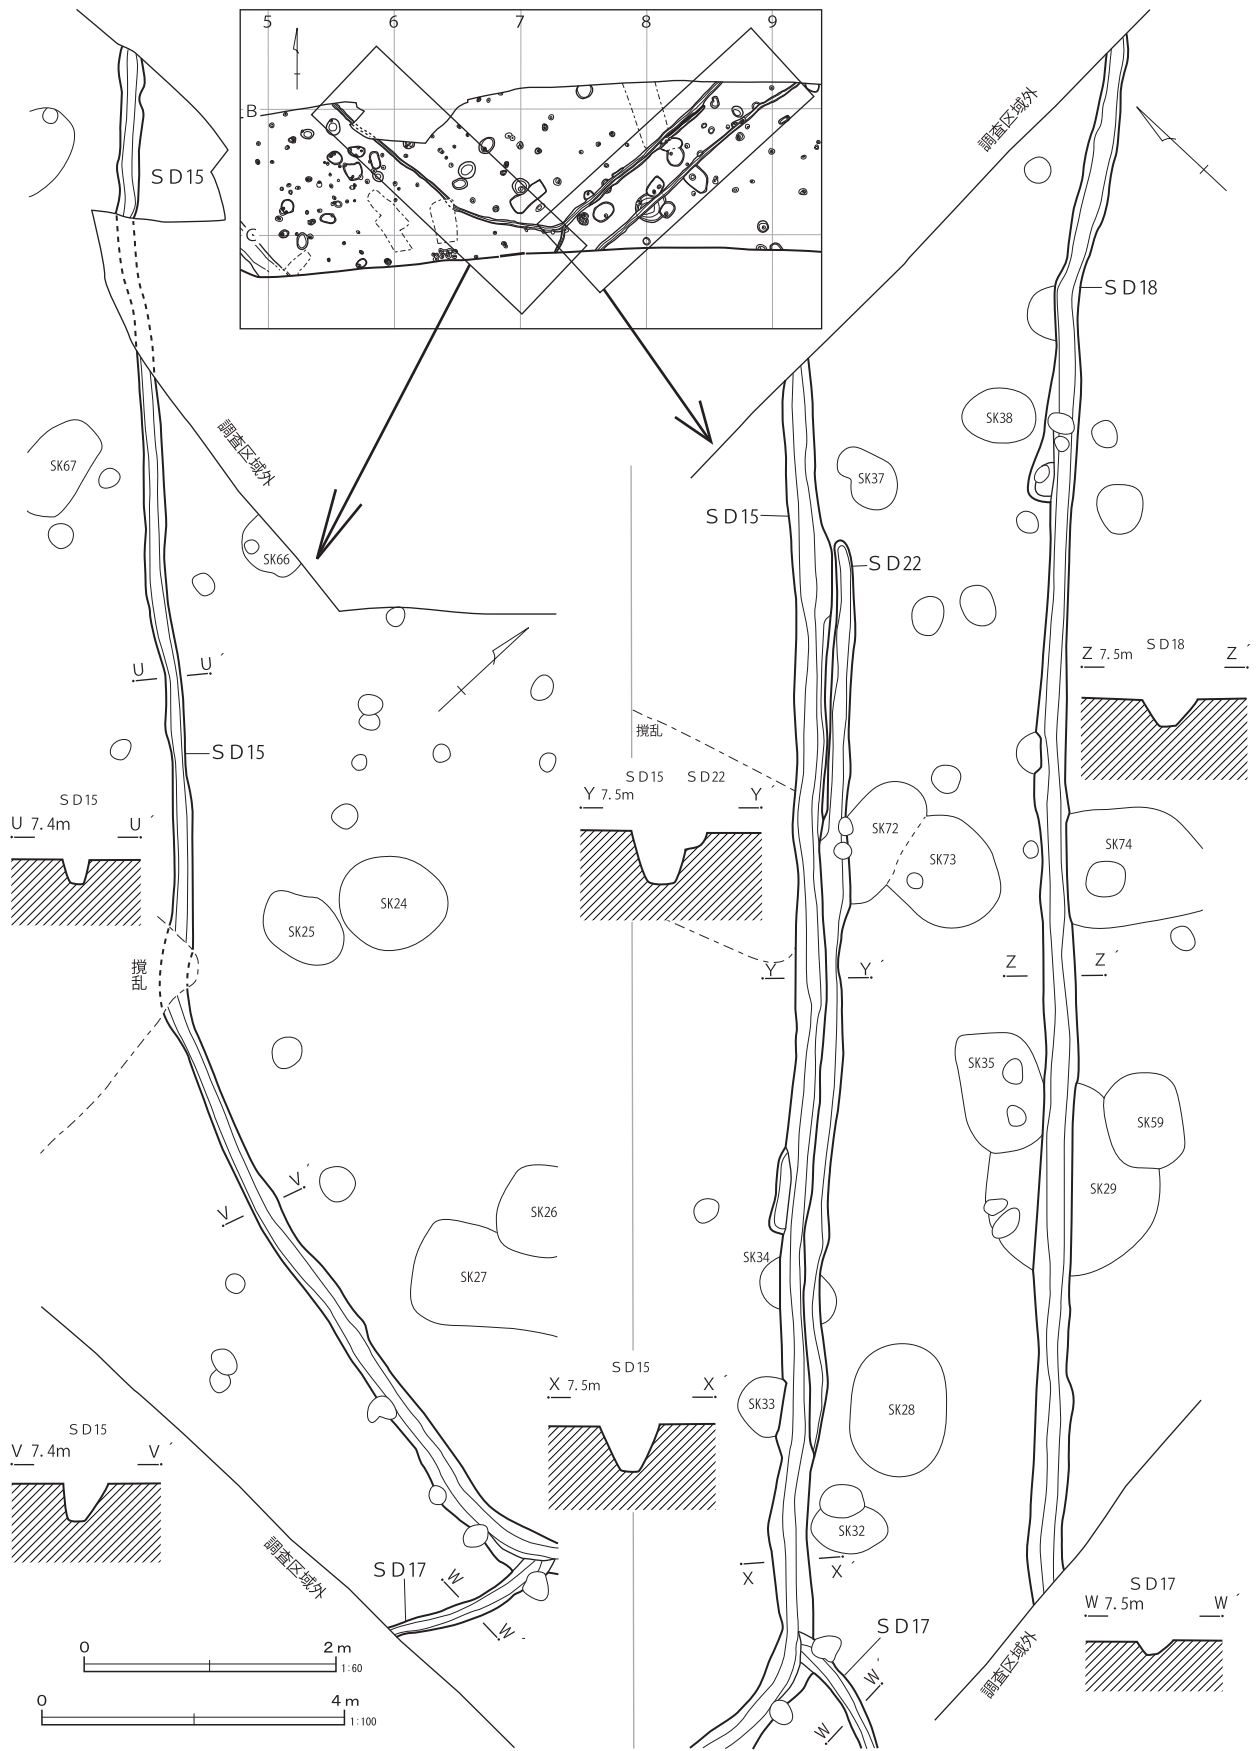 5 6 7 8 9
B
C
SD15
調査区域外
SD18
SK38
SK67
調査区域外
SK37
SD15
SK66
SD22
U U´
SD18
Z 7.5m Z´
SD15
撹乱
SD15 SD22
Y 7.5m Y´
SD15
U 7.4m U´
SK72
SK73
SK74
SK24
SK25
撹乱
Y Y´
Z Z´
SK35
SK59
SK29
V V´
SK26
SK27
SK34
SD15
X 7.5m X´
SK33
SK28
SD15
V 7.4m V´
SK32
X X´
調査区域外
SD17
W W´
SD17
W W´
SD17
W 7.5m W´
調査区域外
0 2m
1:60
0 4m
1:100